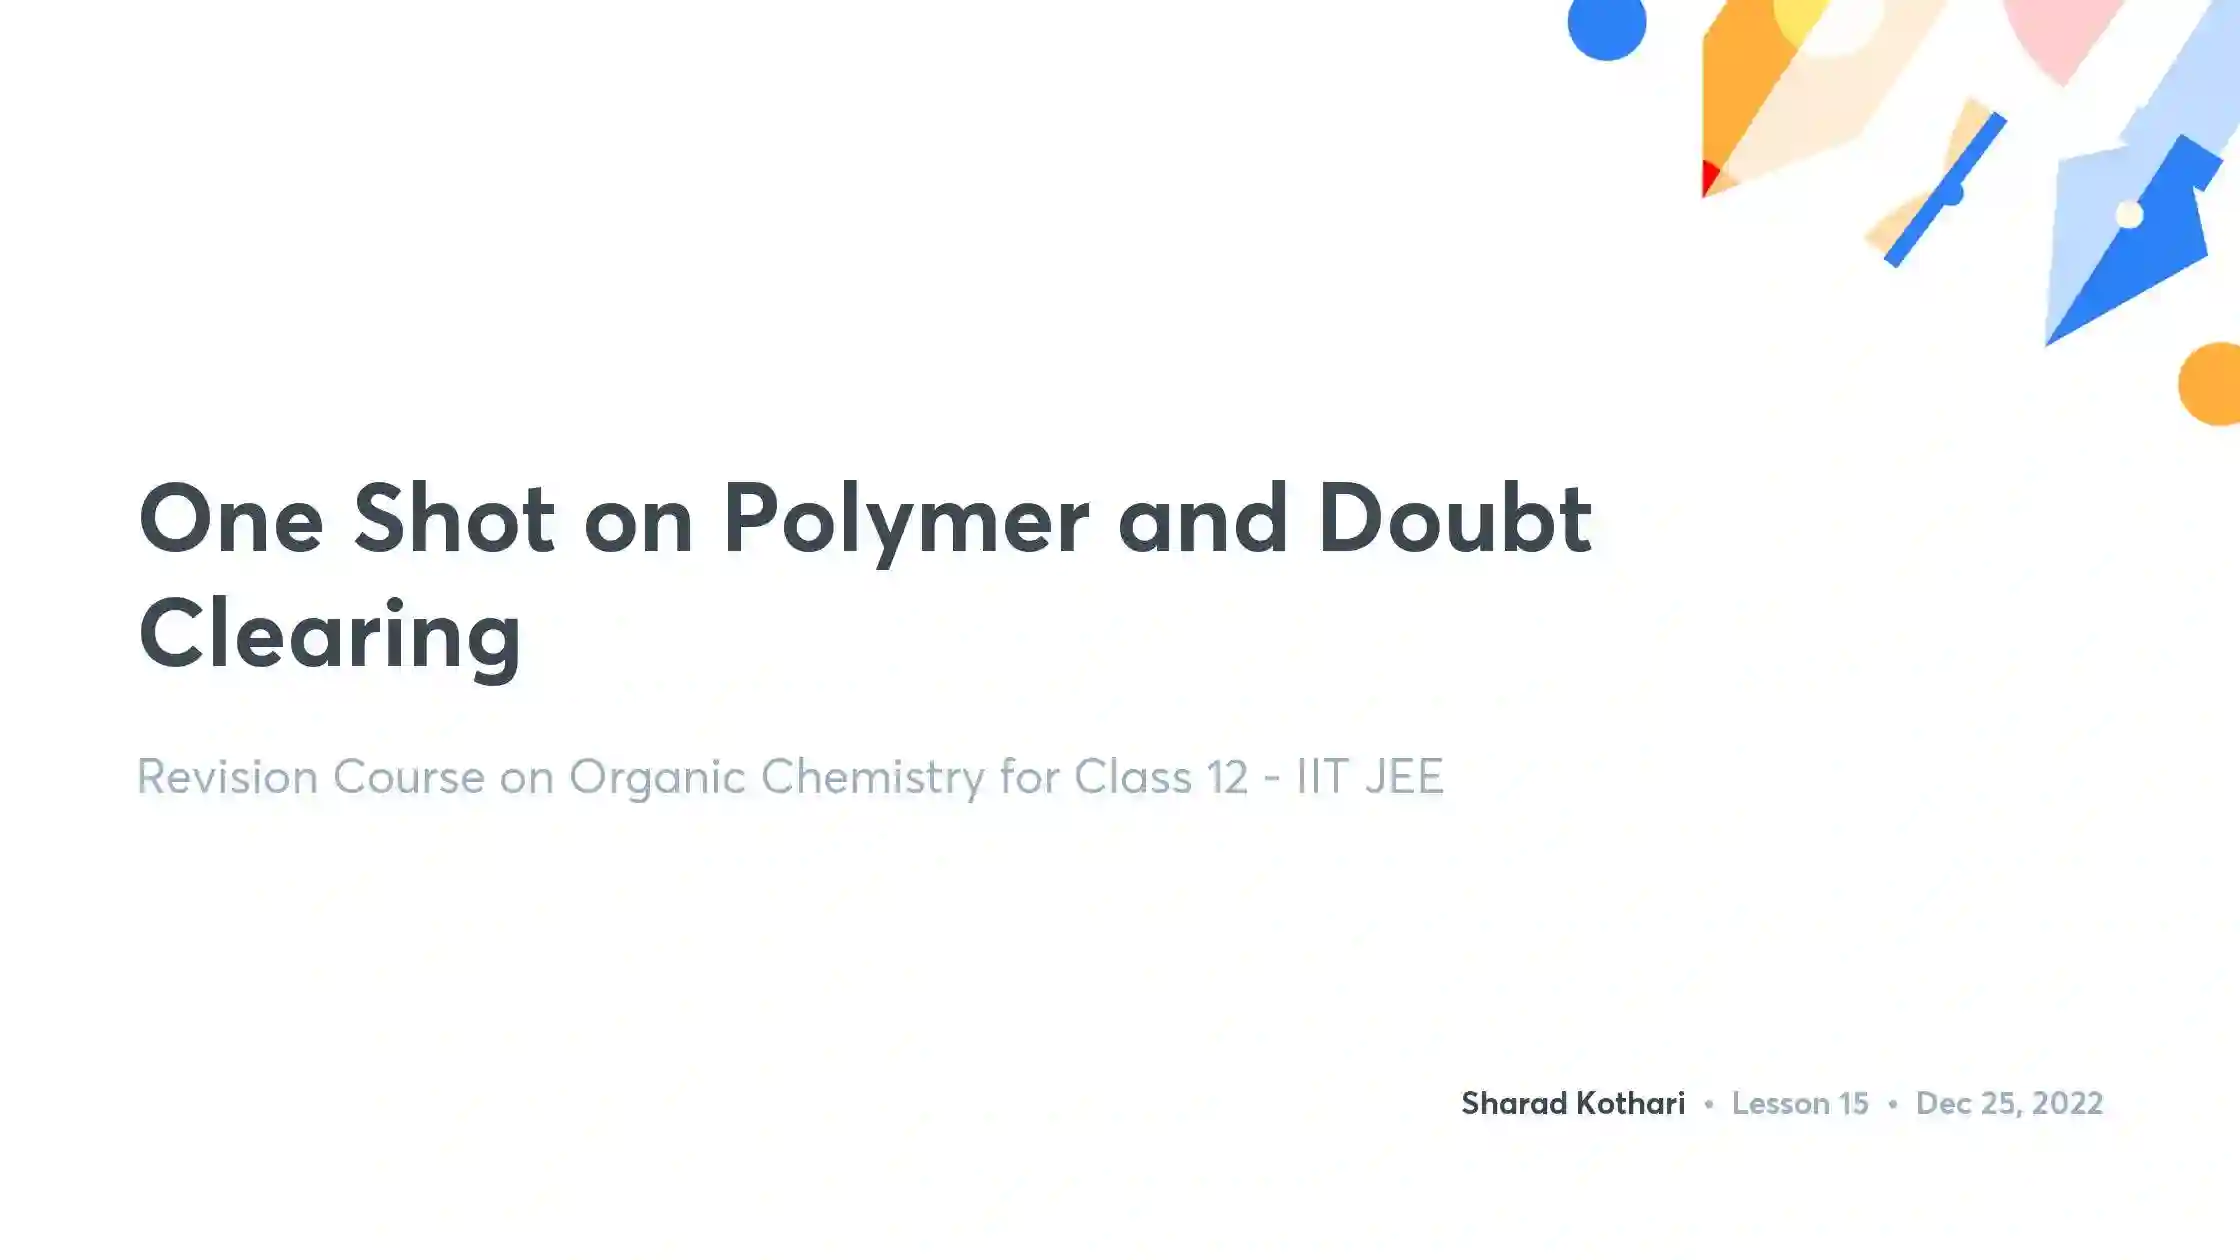 One Shot on Polymer and Doubt
Clearing
Revision Course on Organic Chemistry for Class 12 - IIT JEE
Sharad Kothari • Lesson 15 • Dec 25, 2022